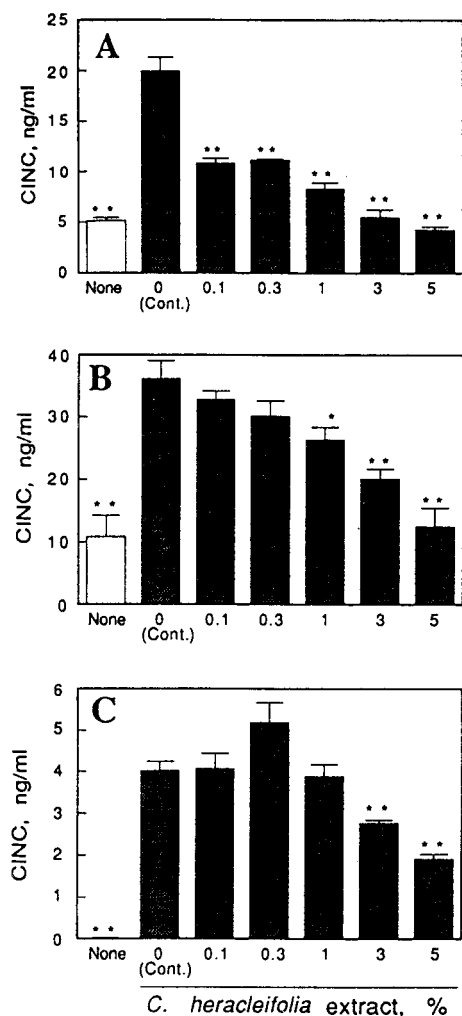 A
CINC, ng/ml
25
20
15
10
5
0
** ** ** ** ** **
None 0 0.1 0.3 1 3 5
(Cont.)
B
CINC, ng/ml
40
30
20
10
0
** * ** **
None 0 0.1 0.3 1 3 5
(Cont.)
C
CINC, ng/ml
6
5
4
3
2
1
0
** ** **
None 0 0.1 0.3 1 3 5
(Cont.)
C. heracleifolia extract, %